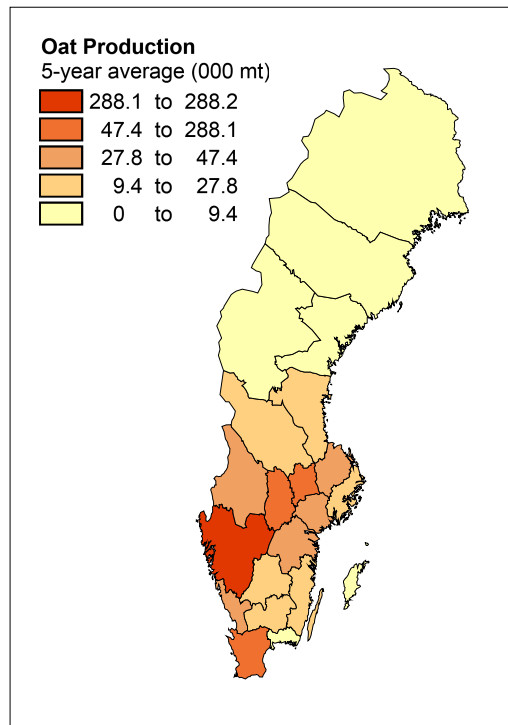 Oat Production
5-year average (000 mt)
288.1 to 288.2
47.4 to 288.1
27.8 to 47.4
9.4 to 27.8
0 to 9.4